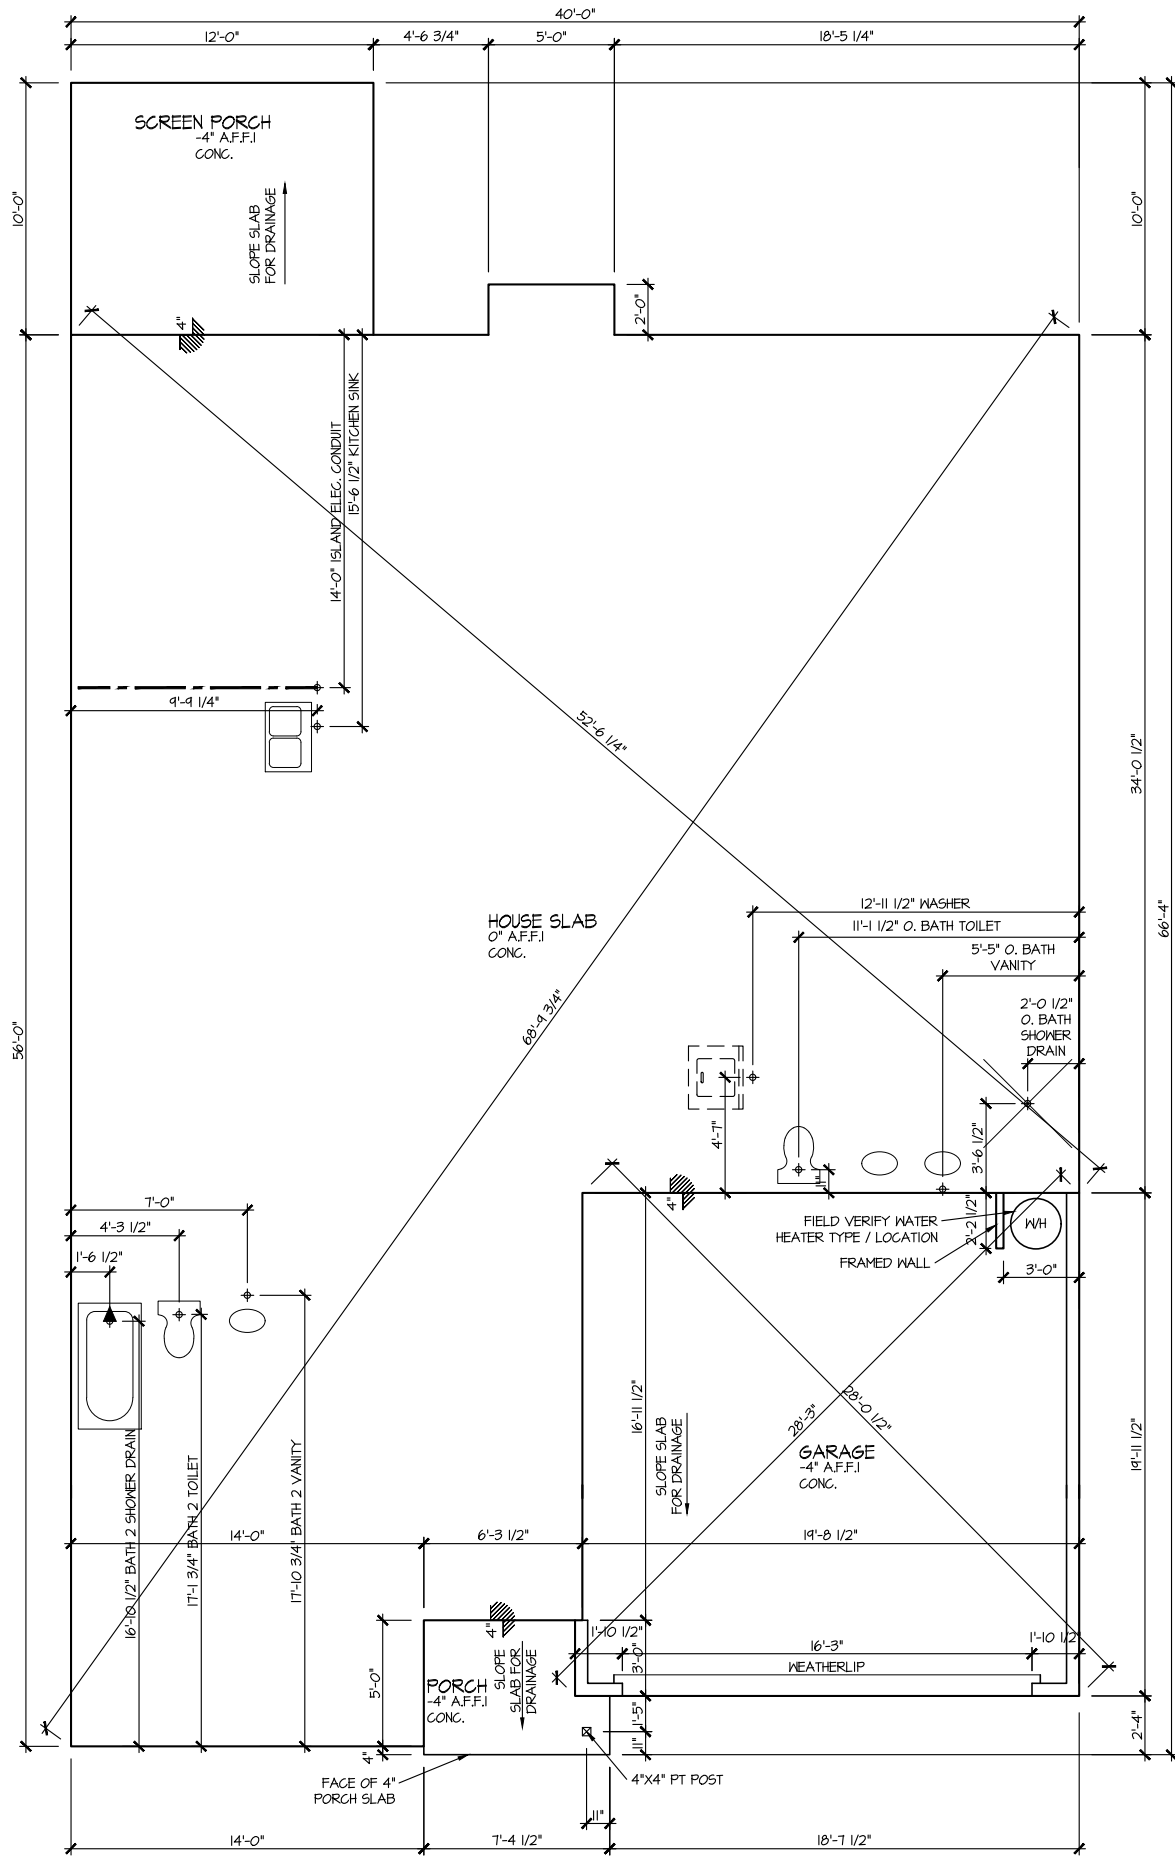 40'-0"
12'-0"
4'-6 3/4"
5'-0"
18'-5 1/4"
SCREEN PORCH
-4" A.F.F.I
CONC.
SLOPE SLAB
FOR DRAINAGE
10'-0"
10'-0"
2'-0"
4"
14'-0" ISLAND ELEC. CONDUIT
15'-6 1/2" KITCHEN SINK
9'-9 1/4"
52'-6 1/4"
34'-0 1/2"
66'-4"
56'-0"
HOUSE SLAB
0" A.F.F.I
CONC.
68'-9 3/4"
12'-11 1/2" WASHER
11'-1 1/2" O. BATH TOILET
5'-5" O. BATH
VANITY
2'-0 1/2"
O. BATH
SHOWER
DRAIN
4'-7"
11"
3'-6 1/2"
4"
2'-2 1/2"
FIELD VERIFY WATER
HEATER TYPE / LOCATION
W/H
FRAMED WALL
3'-0"
7'-0"
4'-3 1/2"
1'-6 1/2"
16'-10 1/2" BATH 2 SHOWER DRAIN
17'-1 3/4" BATH 2 TOILET
17'-10 3/4" BATH 2 VANITY
16'-11 1/2"
SLOPE SLAB
FOR DRAINAGE
28'-3"
28'-0 1/2"
GARAGE
-4" A.F.F.I
CONC.
19'-11 1/2"
14'-0"
6'-3 1/2"
19'-8 1/2"
4"
1'-10 1/2"
16'-3"
1'-10 1/2"
WEATHERLIP
3'-0"
5'-0"
SLOPE
SLAB FOR
DRAINAGE
PORCH
-4" A.F.F.I
CONC.
1'-5"
11"
2'-4"
4"
FACE OF 4"
PORCH SLAB
4"X4" PT POST
11"
14'-0"
7'-4 1/2"
18'-7 1/2"